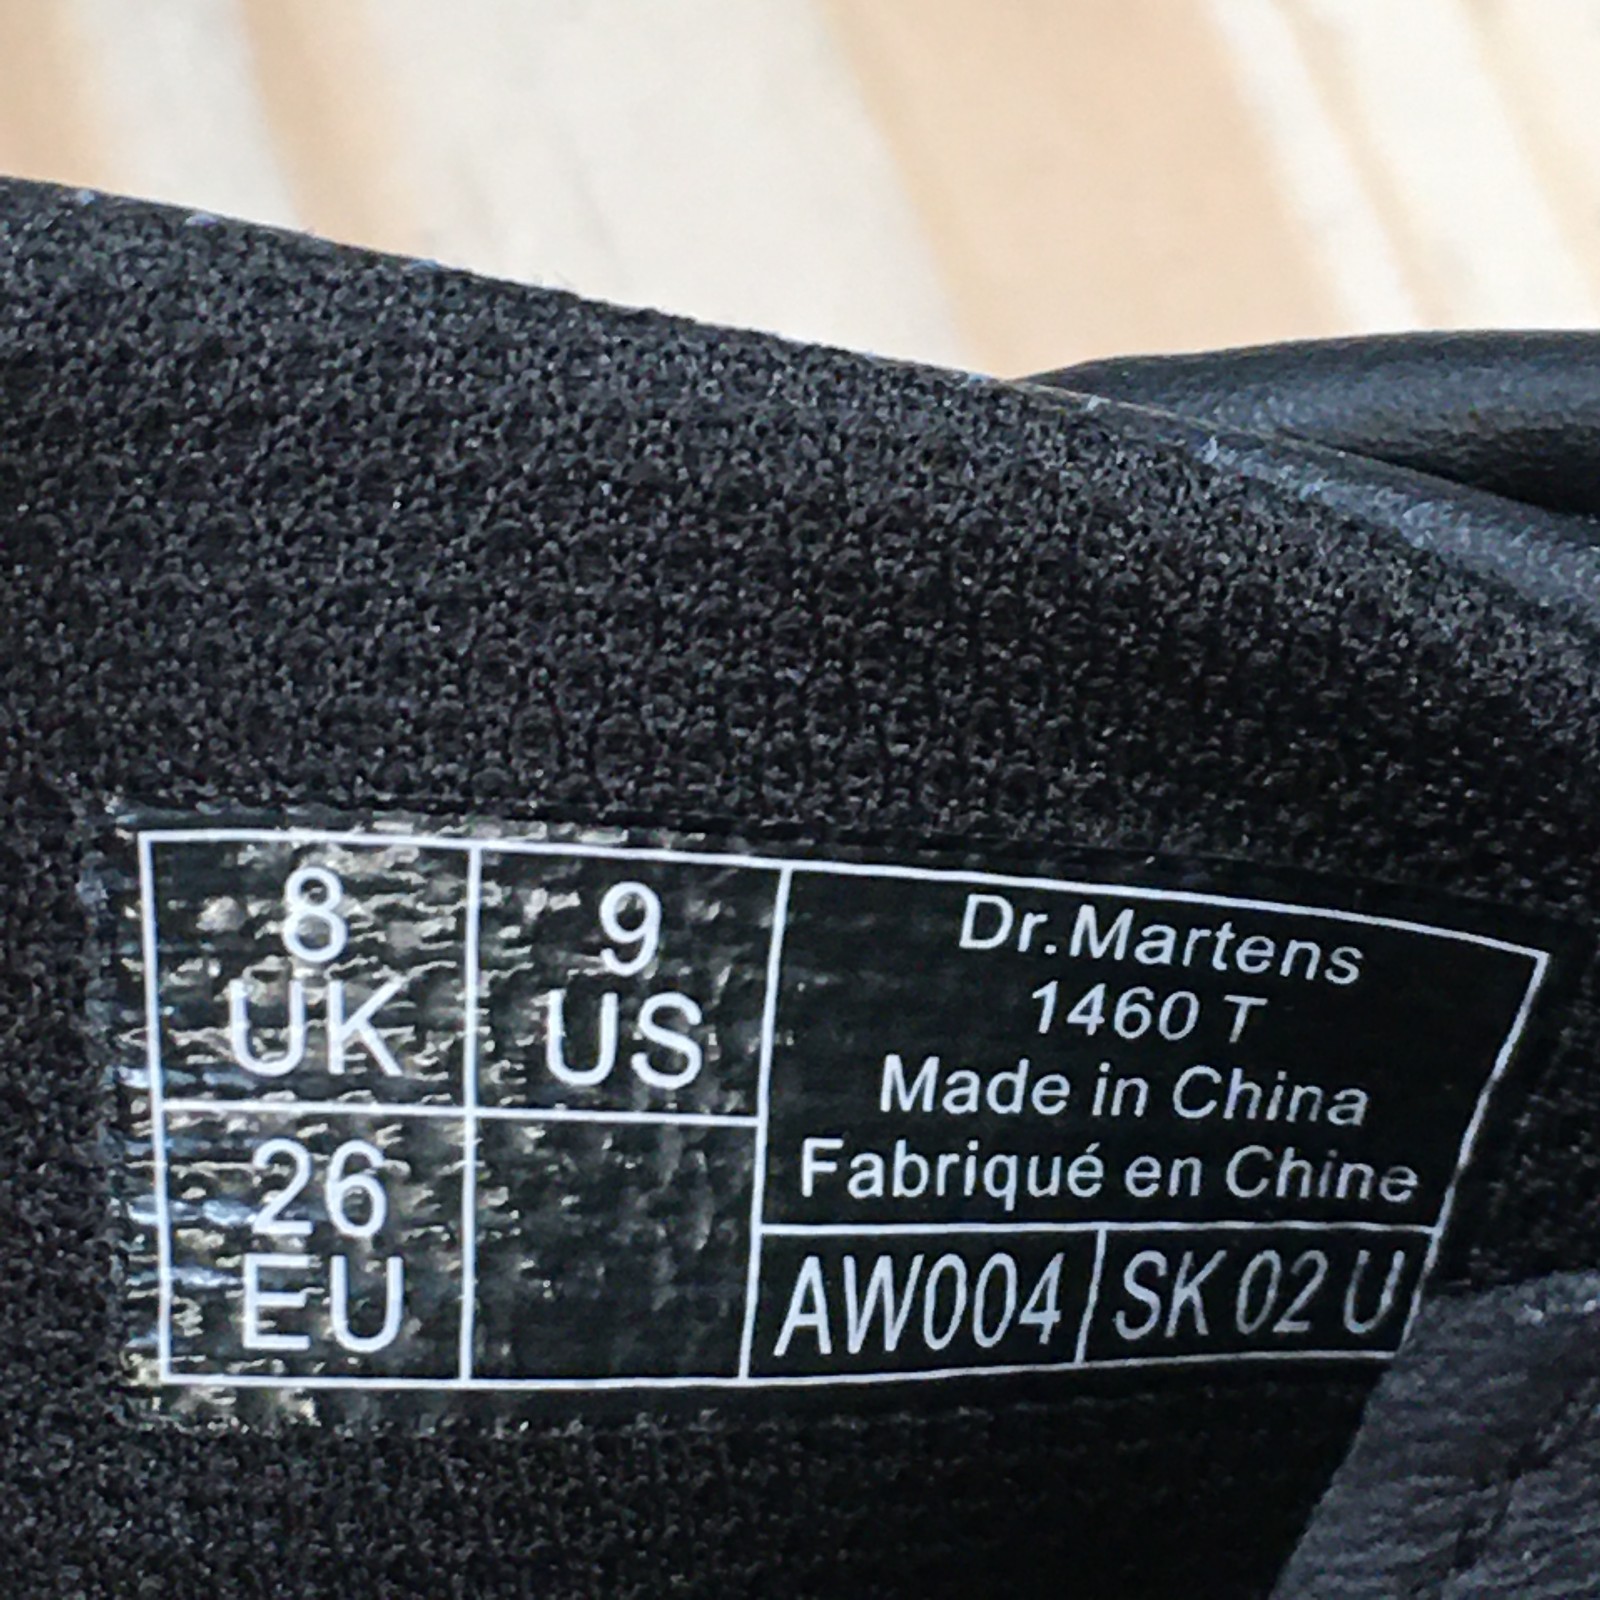 8
UK
9
US
26
EU
Dr.Martens
1460 T
Made in China
Fabriqué en Chine
AW004
SK 02 U